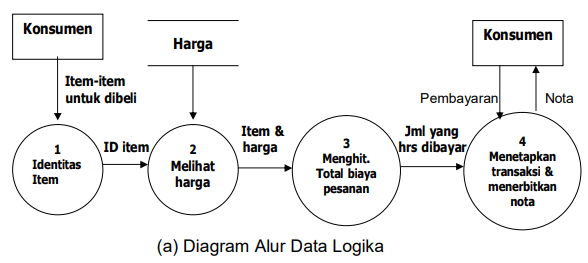 Konsumen
Harga
Konsumen
Item-item
untuk dibeli
Pembayaran
Nota
1
Identitas
Item
ID item
2
Melihat
harga
Item &
harga
3
Menghit.
Total biaya
pesanan
Jml yang
hrs dibayar
4
Menetapkan
transaksi &
menerbitkan
nota
(a) Diagram Alur Data Logika